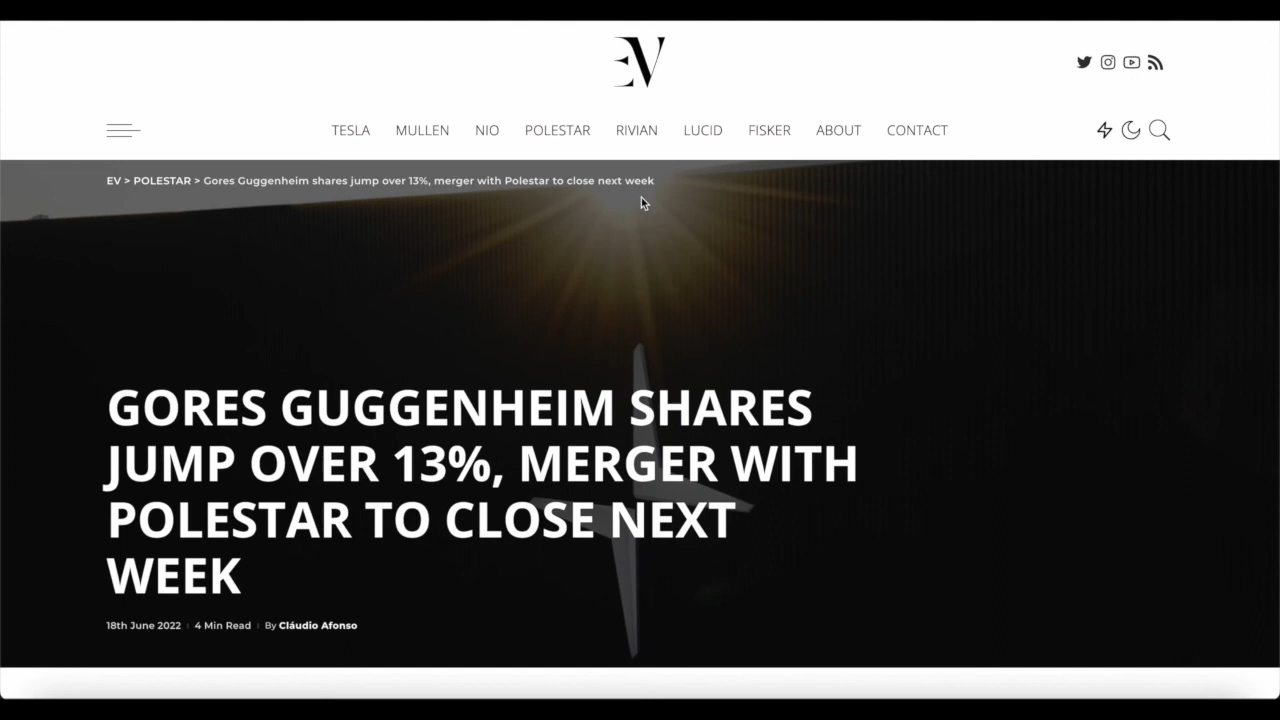 EV
TESLA MULLEN NIO POLESTAR RIVIAN LUCID FISKER ABOUT CONTACT
EV > POLESTAR > Gores Guggenheim shares jump over 13%, merger with Polestar to close next week
GORES GUGGENHEIM SHARES
JUMP OVER 13%, MERGER WITH
POLESTAR TO CLOSE NEXT
WEEK
18th June 2022 4 Min Read By Cláudio Afonso